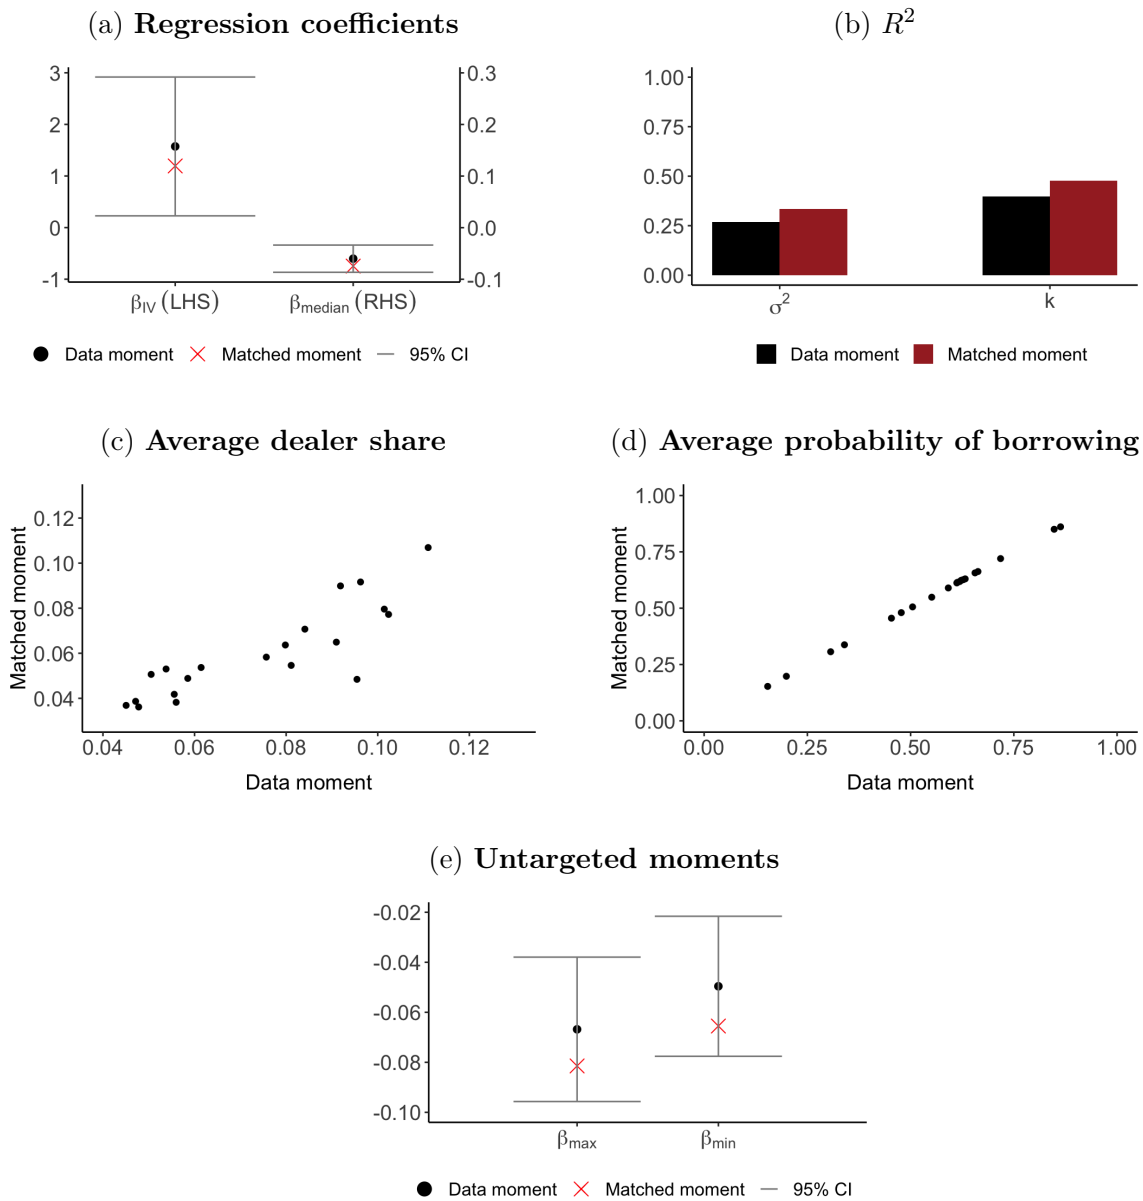 (a) Regression coefficients
3
2
1
0
-1
0.3
0.2
0.1
0.0
-0.1
βIV (LHS)
βmedian (RHS)
Data moment
Matched moment
95% CI
(b) R²
1.00
0.75
0.50
0.25
0.00
σ²
k
Data moment
Matched moment
(c) Average dealer share
Matched moment
0.12
0.10
0.08
0.06
0.04
0.04
0.06
0.08
0.10
0.12
Data moment
(d) Average probability of borrowing
Matched moment
1.00
0.75
0.50
0.25
0.00
0.00
0.25
0.50
0.75
1.00
Data moment
(e) Untargeted moments
-0.02
-0.04
-0.06
-0.08
-0.10
βmax
βmin
Data moment
Matched moment
95% CI